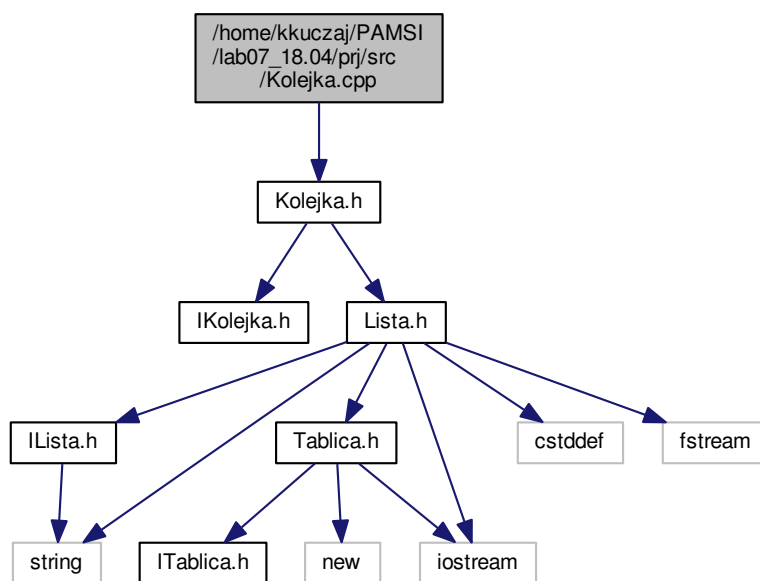 /home/kkuczaj/PAMSI
/lab07_18.04/prj/src
/Kolejka.cpp
Kolejka.h
IKolejka.h
Lista.h
ILista.h
Tablica.h
cstddef
fstream
string
ITablica.h
new
iostream